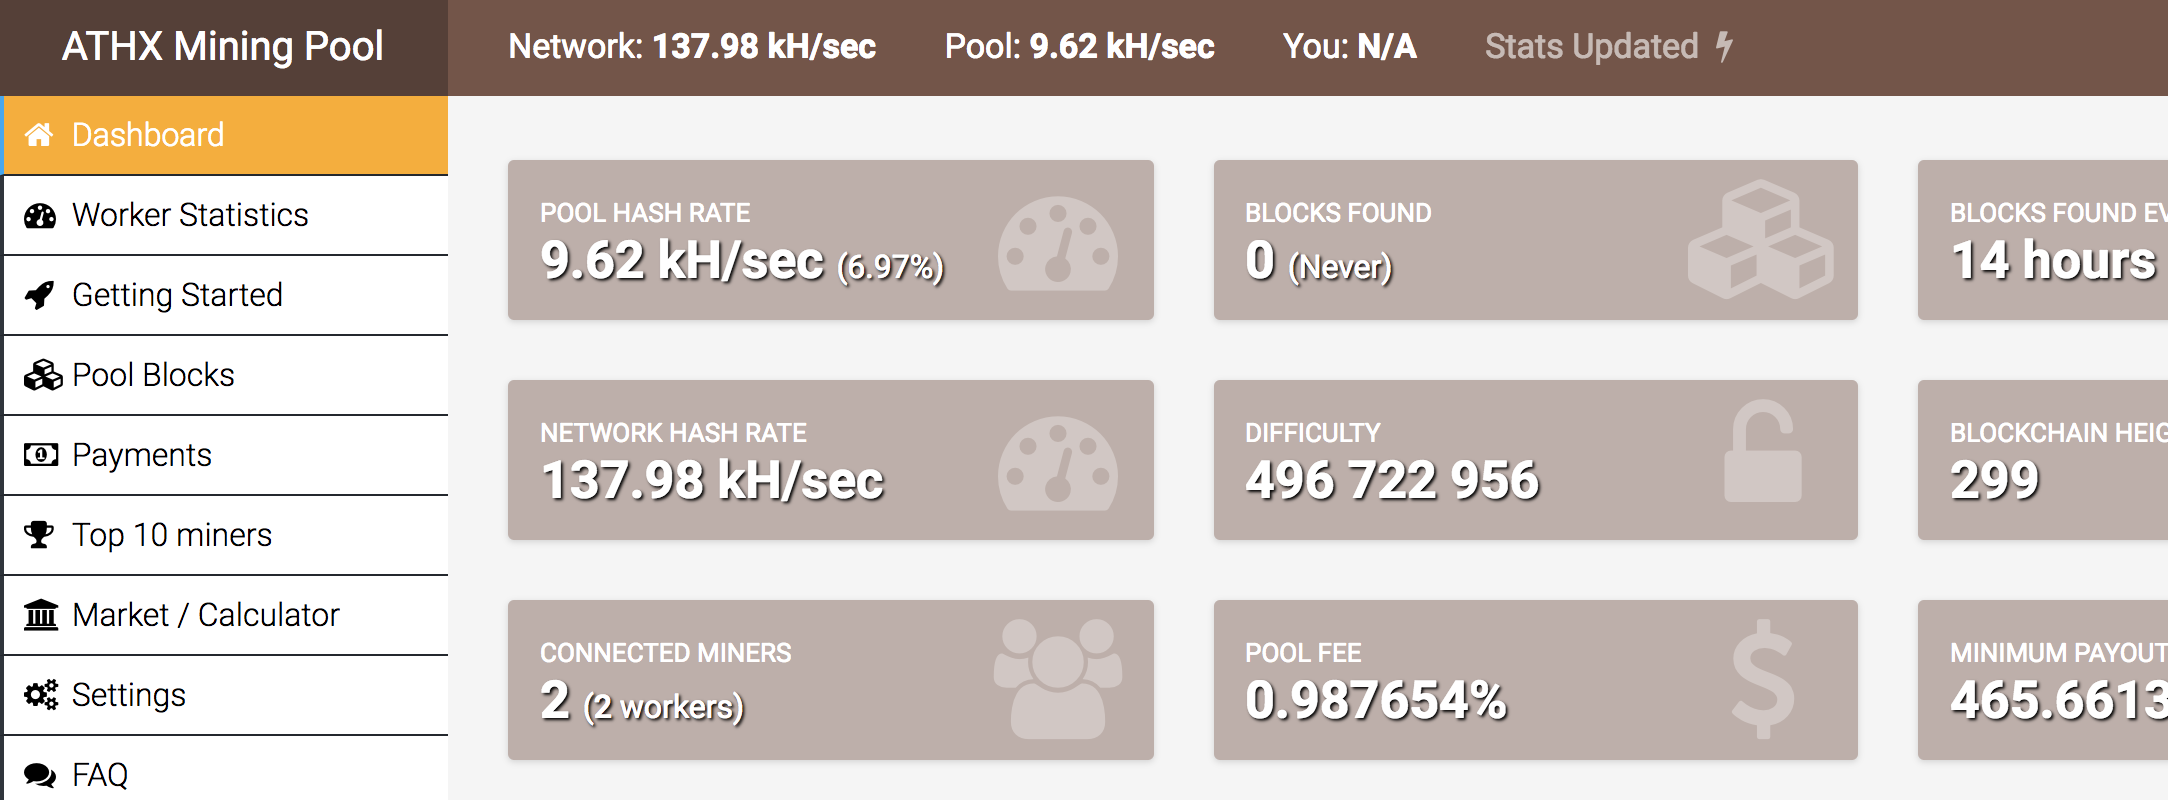 ATHX Mining Pool
Network: 137.98 kH/sec Pool: 9.62 kH/sec You: N/A Stats Updated
Dashboard
Worker Statistics
Getting Started
Pool Blocks
Payments
Top 10 miners
Market / Calculator
Settings
FAQ
POOL HASH RATE
9.62 kH/sec (6.97%)
BLOCKS FOUND
0 (Never)
BLOCKS FOUND EV
14 hours
NETWORK HASH RATE
137.98 kH/sec
DIFFICULTY
496 722 956
BLOCKCHAIN HEIG
299
CONNECTED MINERS
2 (2 workers)
POOL FEE
0.987654%
MINIMUM PAYOUT
465.6613